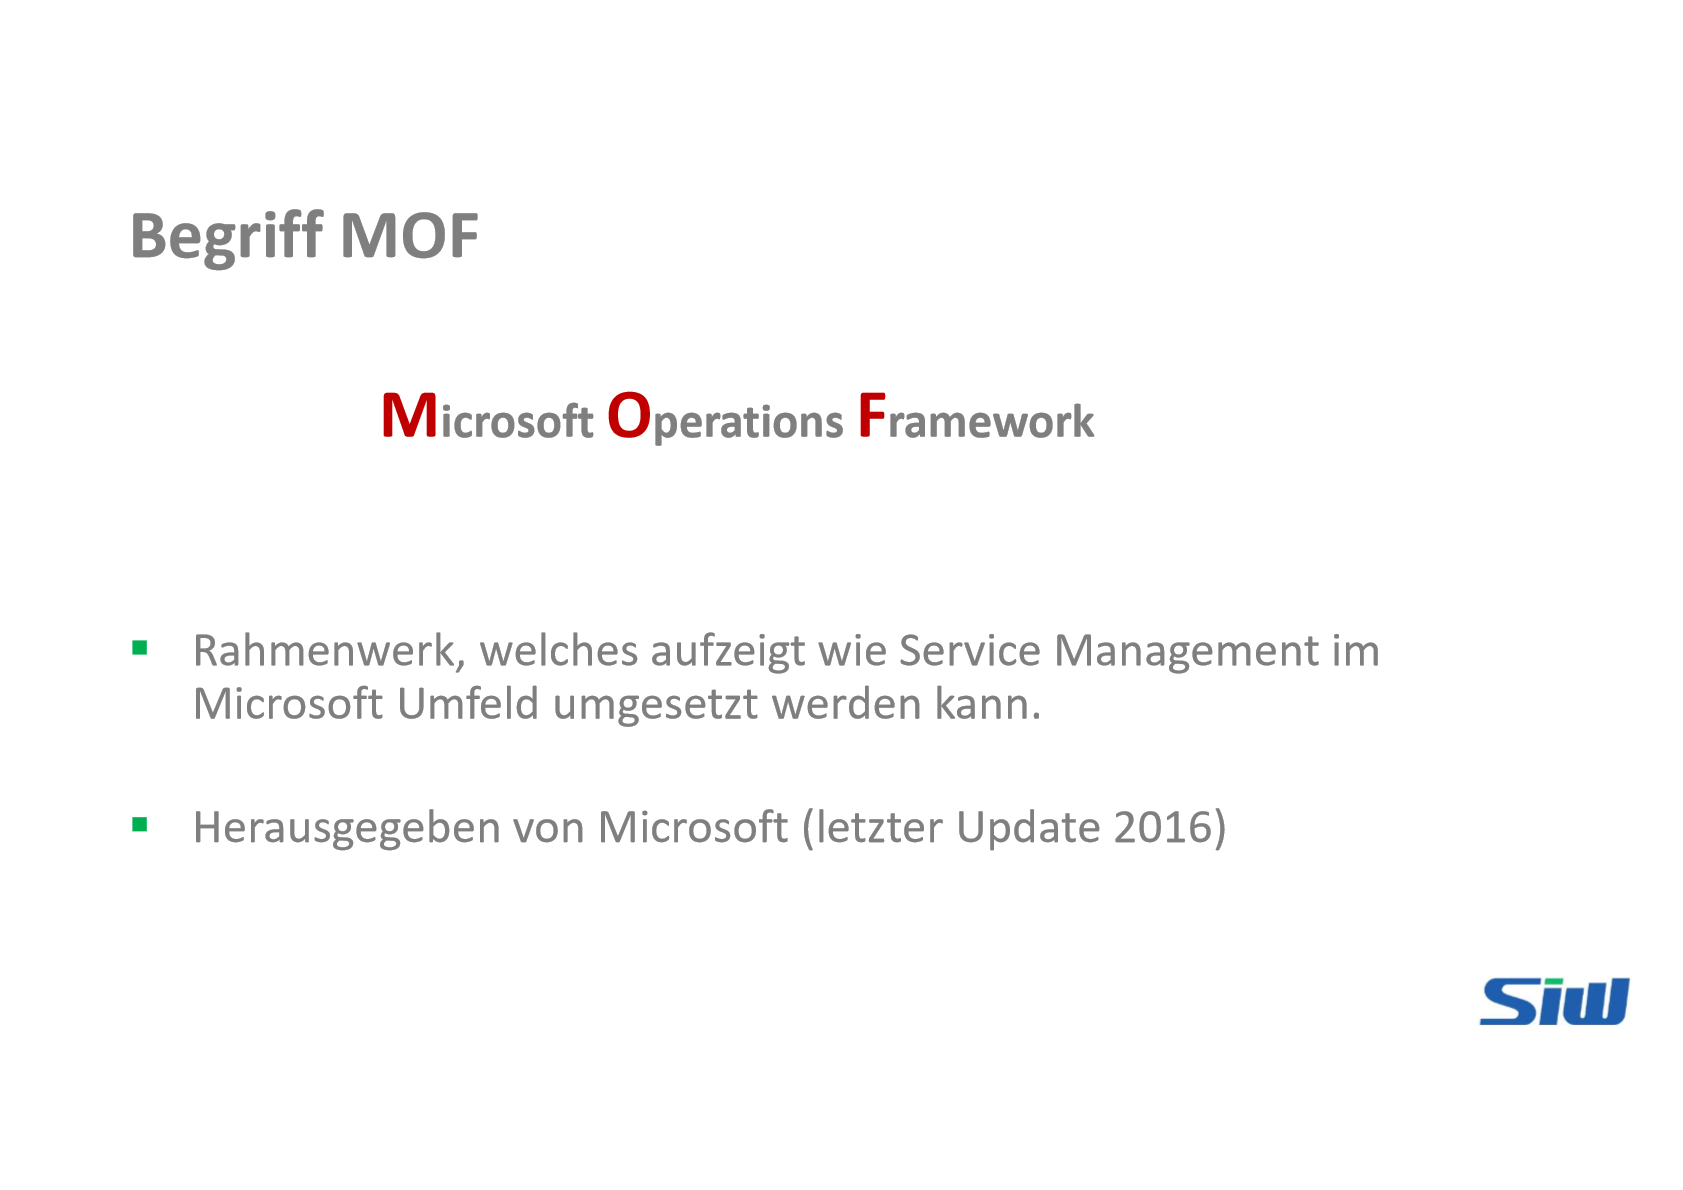 Begriff MOF
Microsoft Operations Framework
Rahmenwerk, welches aufzeigt wie Service Management im
Microsoft Umfeld umgesetzt werden kann.
Herausgegeben von Microsoft (letzter Update 2016)
Siw